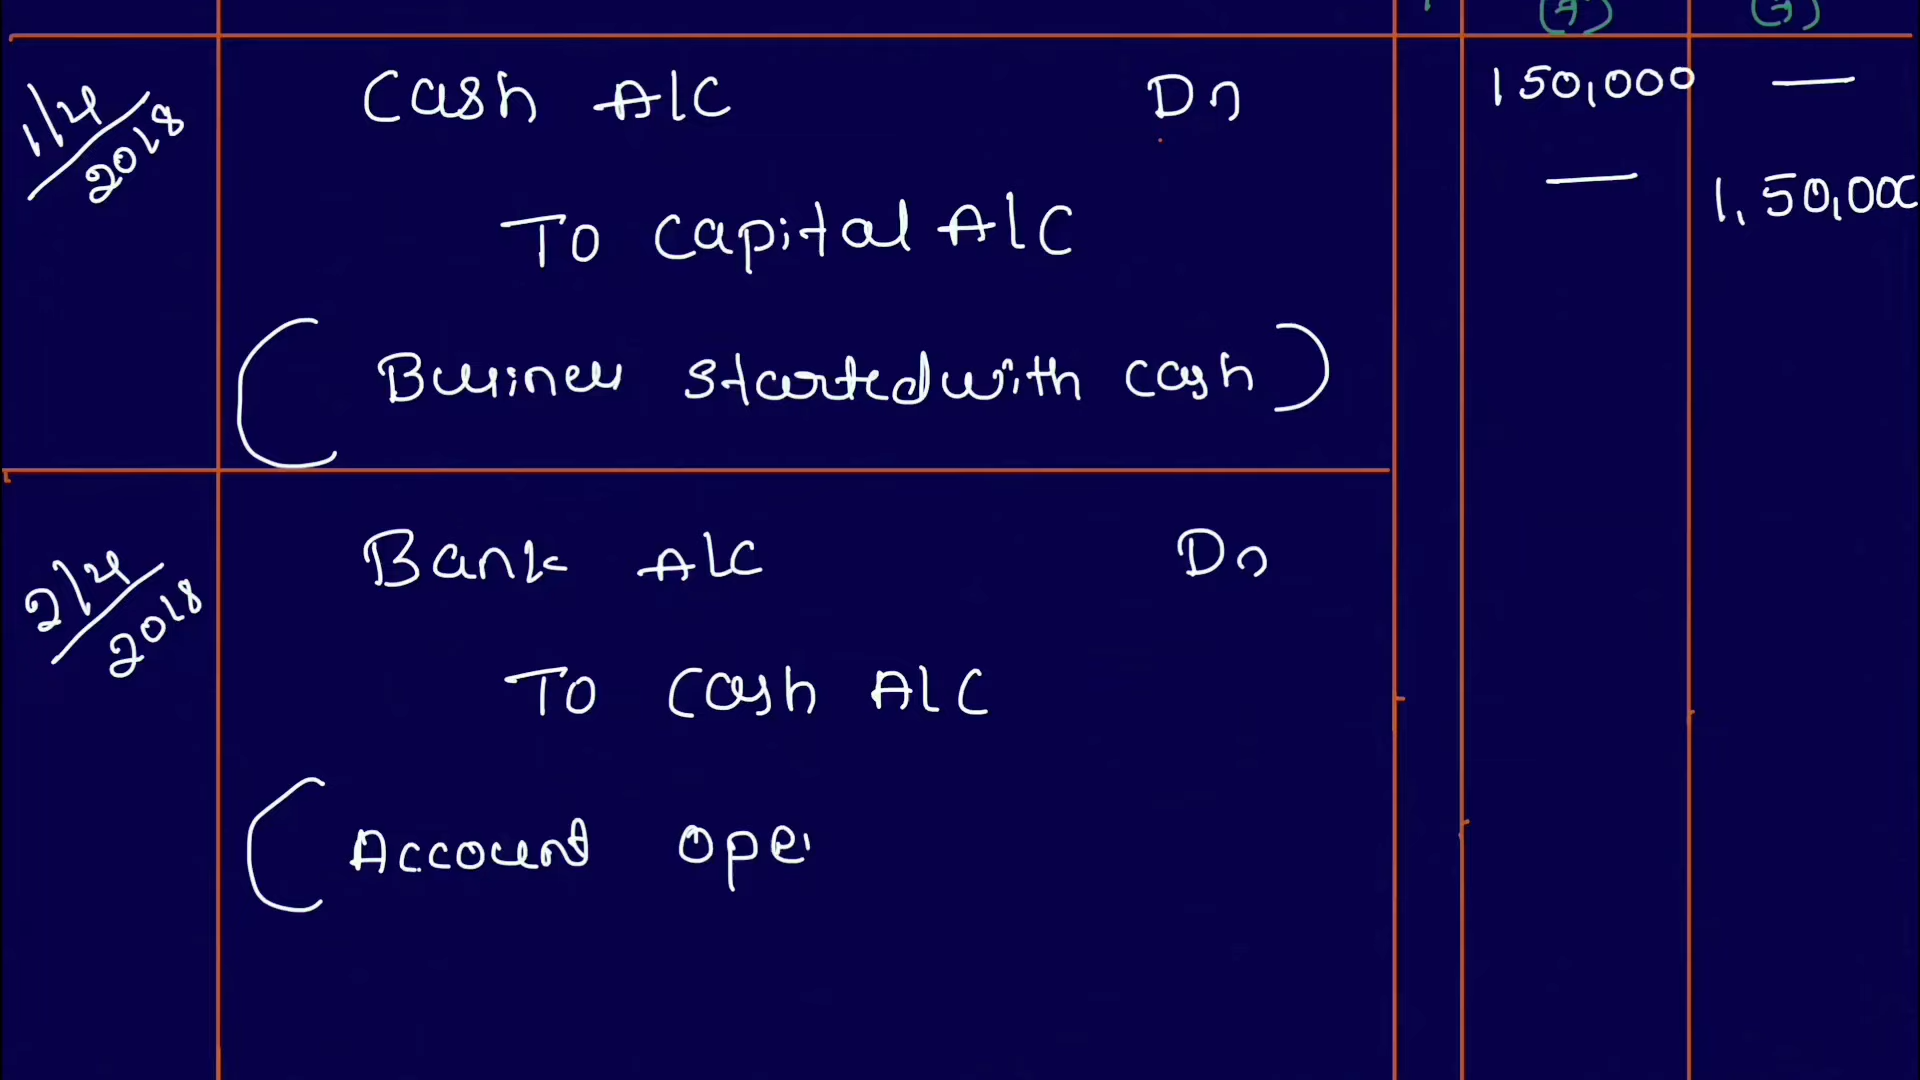 (₹) (₹)
1/4/2018 Cash A/C Dr 150,000 —
To Capital A/C — 1,50,000
(Business started with cash)
2/4/2018 Bank A/C Dr
To Cash A/C
(Account ope